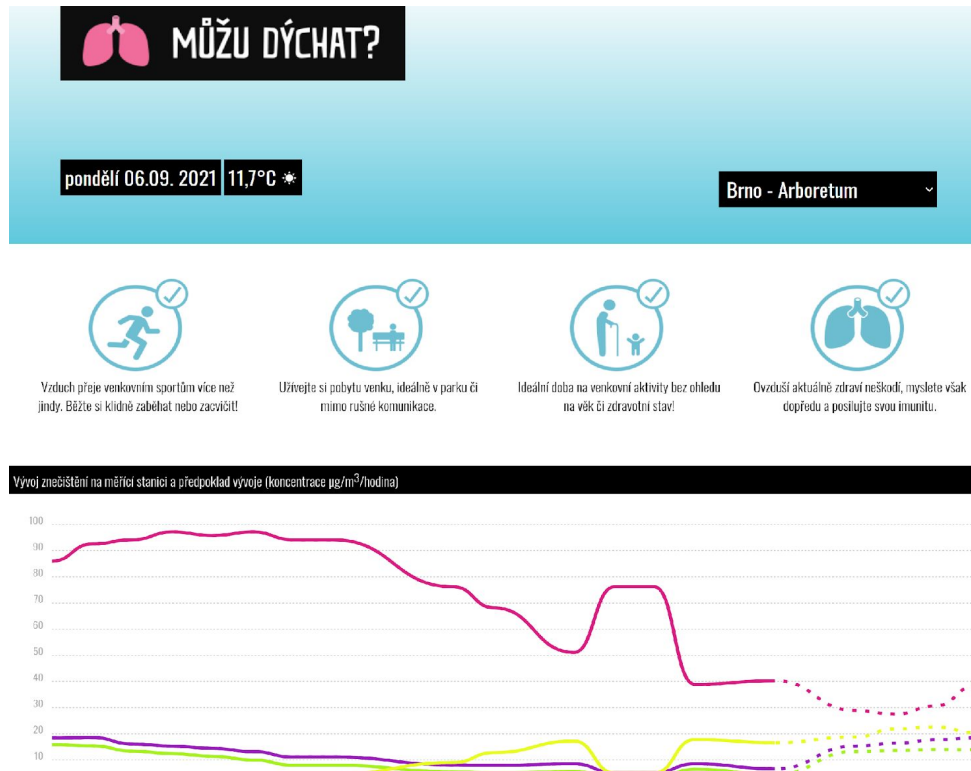 MŮŽU DÝCHAT?
pondělí 06.09. 2021 11,7°C
Brno - Arboretum
Vzduch přeje venkovním sportům více než
jindy. Běžte si klidně zaběhat nebo zacvičit!
Užívejte si pobytu venku, ideálně v parku či
mimo rušné komunikace.
Ideální doba na venkovní aktivity bez ohledu
na věk či zdravotní stav!
Ovzduší aktuálně zdraví neškodí, myslete však
dopředu a posilujte svou imunitu.
Vývoj znečištění na měřící stanici a předpoklad vývoje (koncentrace µg/m³/hodina)
100
90
80
70
60
50
40
30
20
10